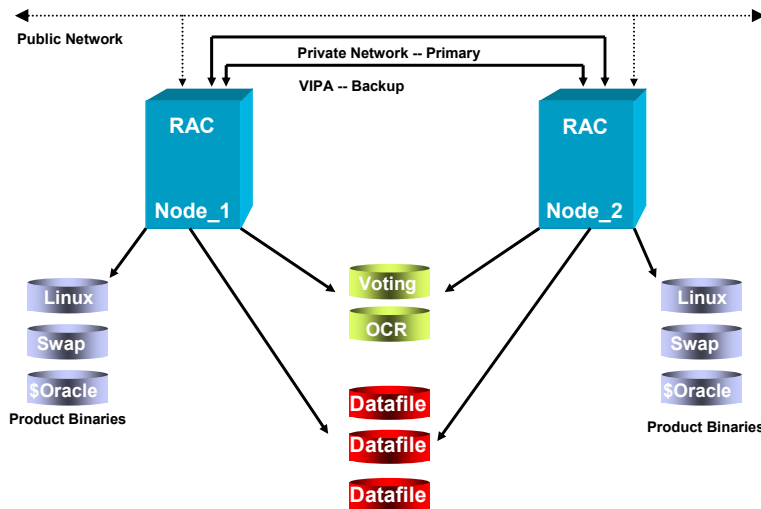 Public Network
Private Network -- Primary
VIPA -- Backup
RAC
RAC
Node_1
Node_2
Voting
OCR
Linux
Swap
$Oracle
Product Binaries
Linux
Swap
$Oracle
Product Binaries
Datafile
Datafile
Datafile